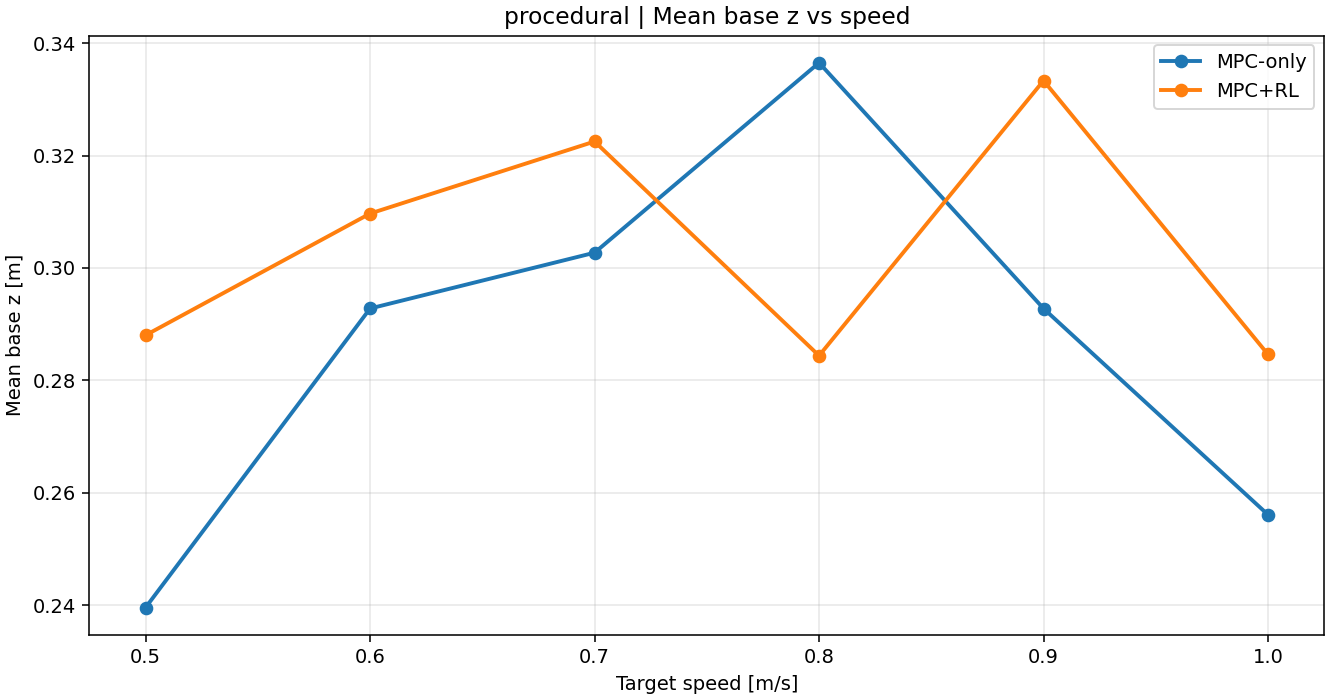 procedural | Mean base z vs speed
MPC-only
MPC+RL
Mean base z [m]
0.34
0.32
0.30
0.28
0.26
0.24
0.5 0.6 0.7 0.8 0.9 1.0
Target speed [m/s]